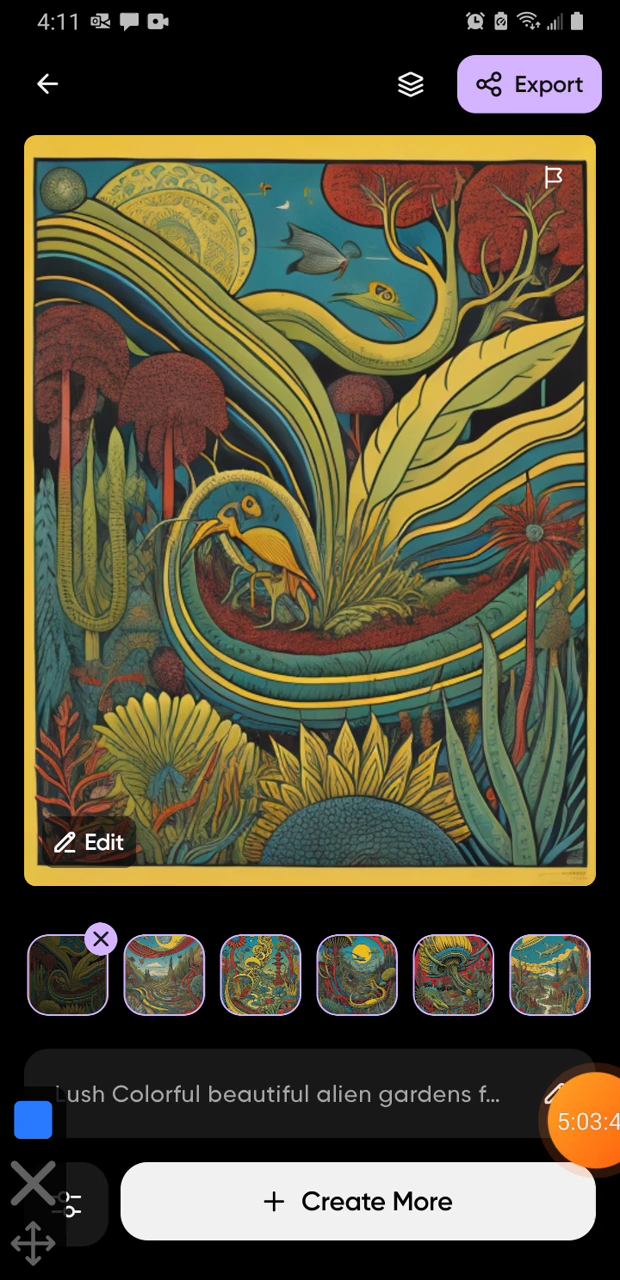 4:11
Export
Edit
Lush Colorful beautiful alien gardens f...
5:03:4
Create More